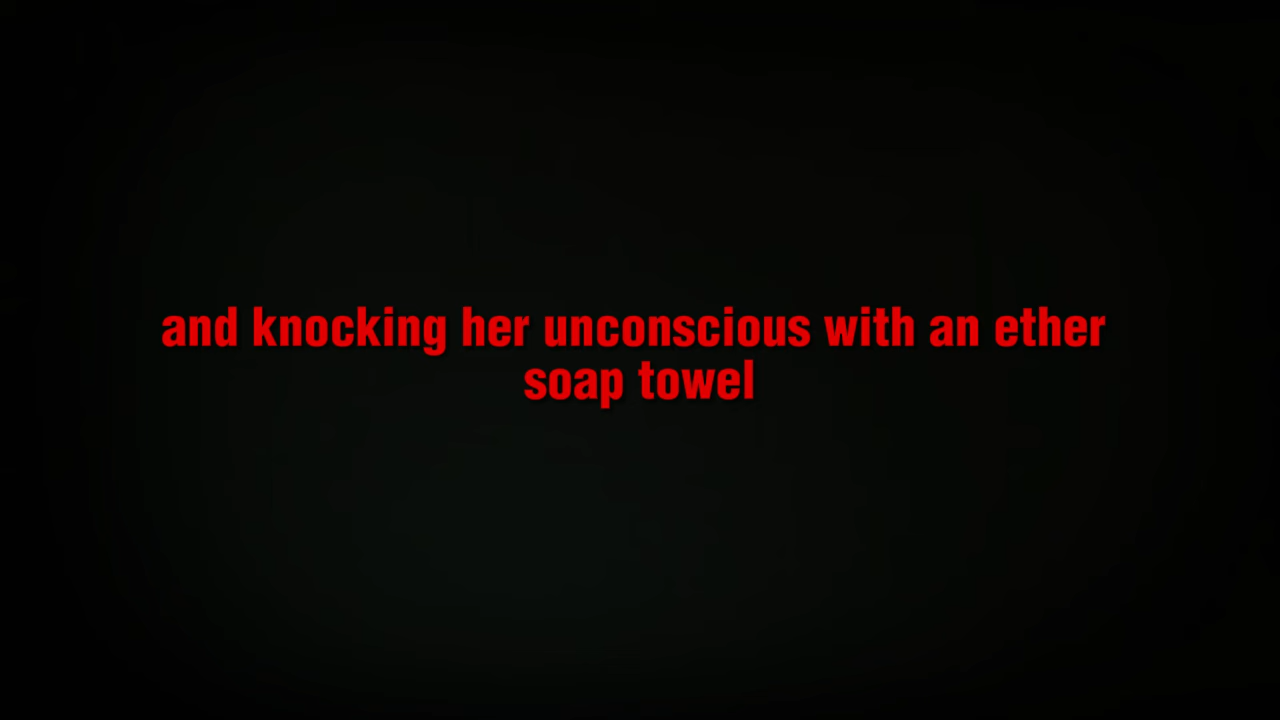 and knocking her unconscious with an ether
soap towel